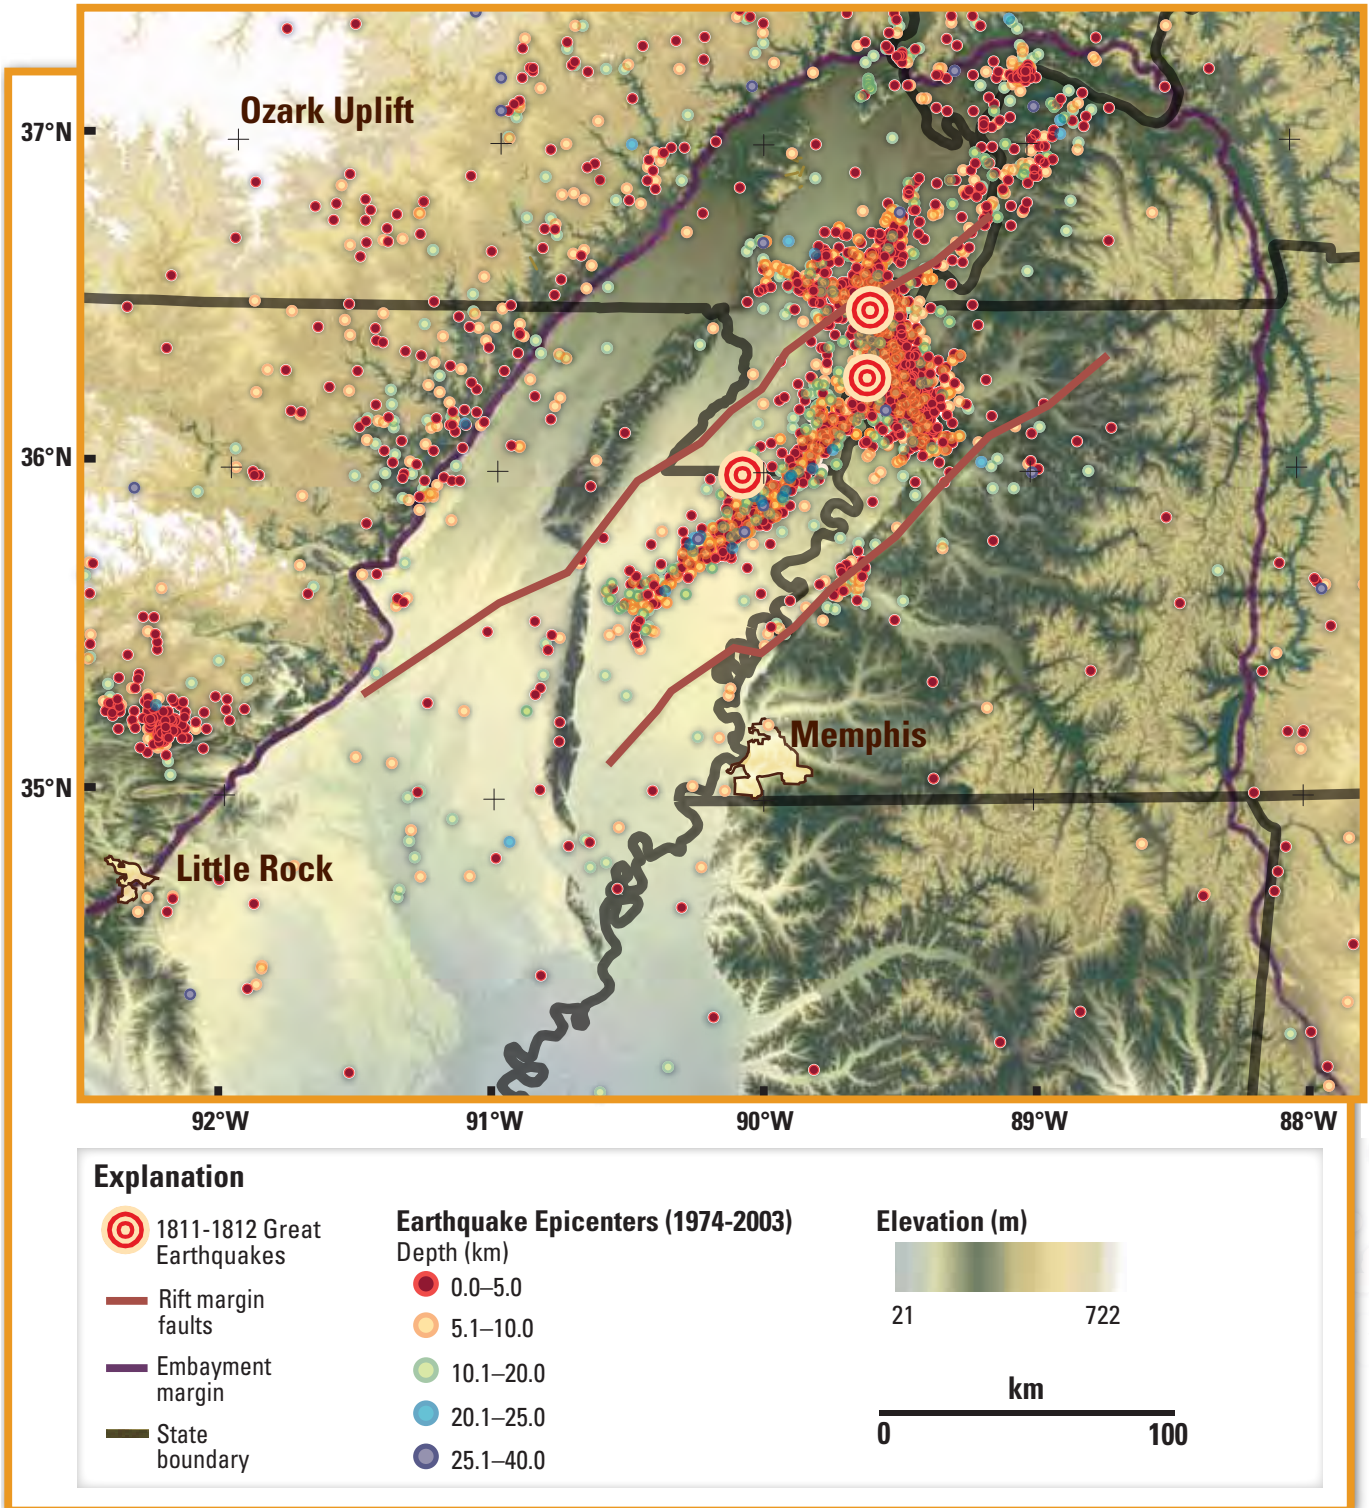 Ozark Uplift
37°N
36°N
Memphis
35°N
Little Rock
92°W
91°W
90°W
89°W
88°W
Explanation
1811-1812 Great
Earthquakes
Rift margin
faults
Embayment
margin
State
boundary
Earthquake Epicenters (1974-2003)
Depth (km)
0.0–5.0
5.1–10.0
10.1–20.0
20.1–25.0
25.1–40.0
Elevation (m)
21
722
km
0
100